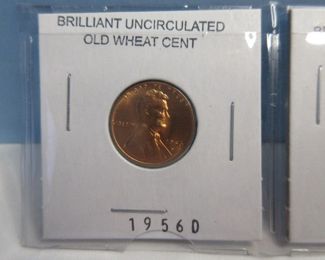 BRILLIANT UNCIRCULATED
OLD WHEAT CENT
1956D